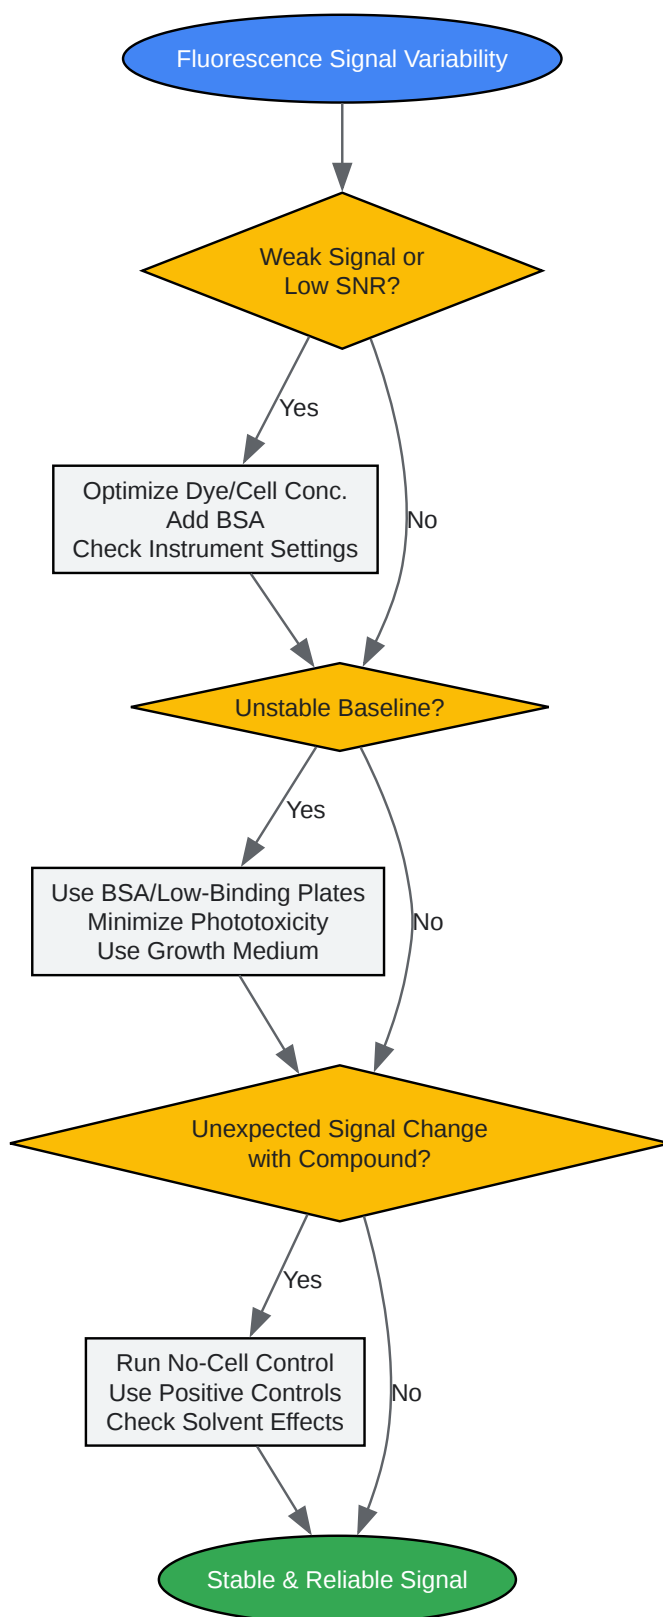 Fluorescence Signal Variability
Weak Signal or
Low SNR?
Yes
Optimize Dye/Cell Conc.
Add BSA
Check Instrument Settings
No
Unstable Baseline?
Yes
Use BSA/Low-Binding Plates
Minimize Phototoxicity
Use Growth Medium
No
Unexpected Signal Change
with Compound?
Yes
Run No-Cell Control
Use Positive Controls
Check Solvent Effects
No
Stable & Reliable Signal